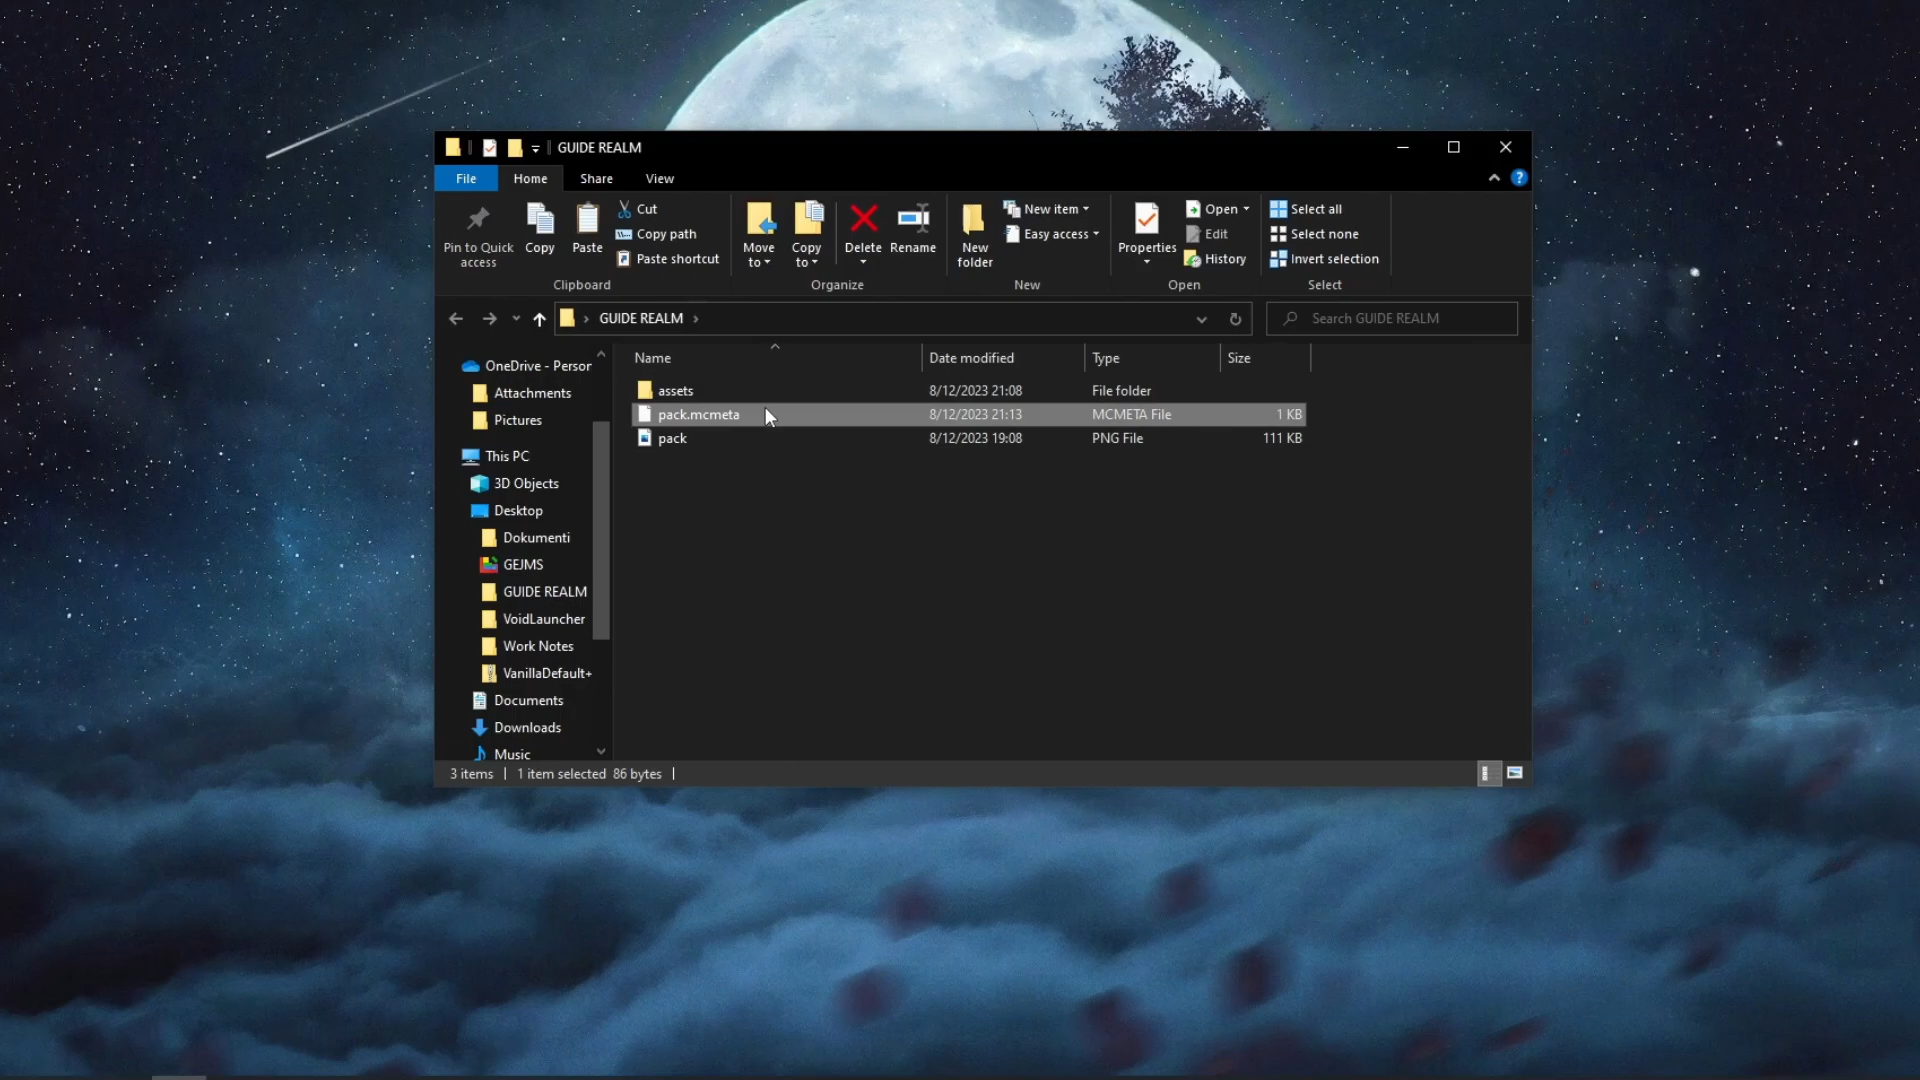 GUIDE REALM
File Home Share View
Pin to Quick access
Copy
Paste
Cut
Copy path
Paste shortcut
Clipboard
Move to
Copy to
Delete
Rename
Organize
New folder
New item
Easy access
New
Properties
Open
Edit
History
Open
Select all
Select none
Invert selection
Select
GUIDE REALM
Search GUIDE REALM
OneDrive - Person
Attachments
Pictures
This PC
3D Objects
Desktop
Dokumenti
GEJMS
GUIDE REALM
VoidLauncher
Work Notes
VanillaDefault+
Documents
Downloads
Music
Name Date modified Type Size
assets 8/12/2023 21:08 File folder
pack.mcmeta 8/12/2023 21:13 MCMETA File 1 KB
pack 8/12/2023 19:08 PNG File 111 KB
3 items 1 item selected 86 bytes